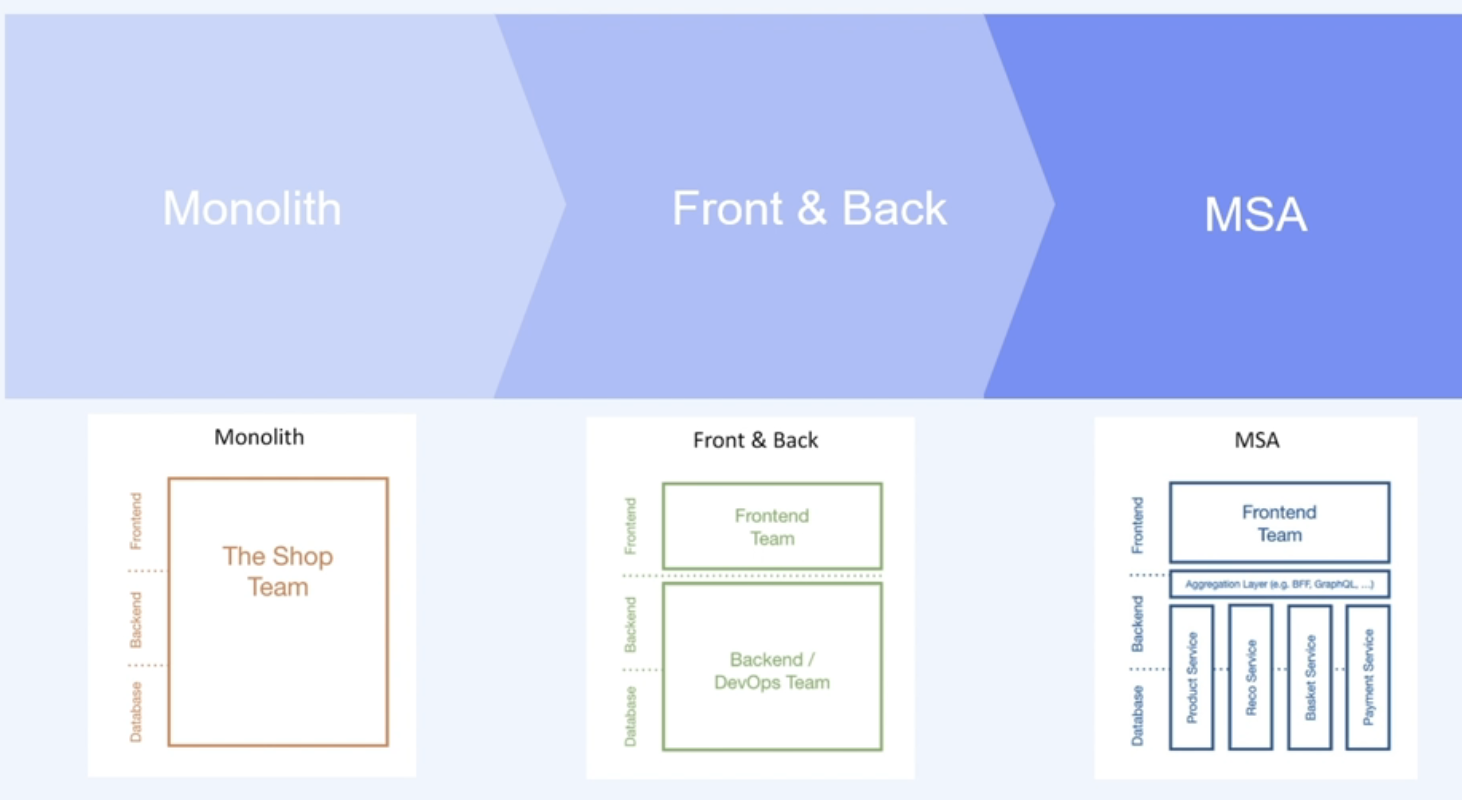 Monolith
Front & Back
MSA
Monolith
Frontend
Backend
Database
The Shop
Team
Front & Back
Frontend
Backend
Database
Frontend
Team
Backend /
DevOps Team
MSA
Frontend
Backend
Database
Frontend
Team
Aggregation Layer (e.g. BFF, GraphQL, ...)
Product Service
Reco Service
Basket Service
Payment Service